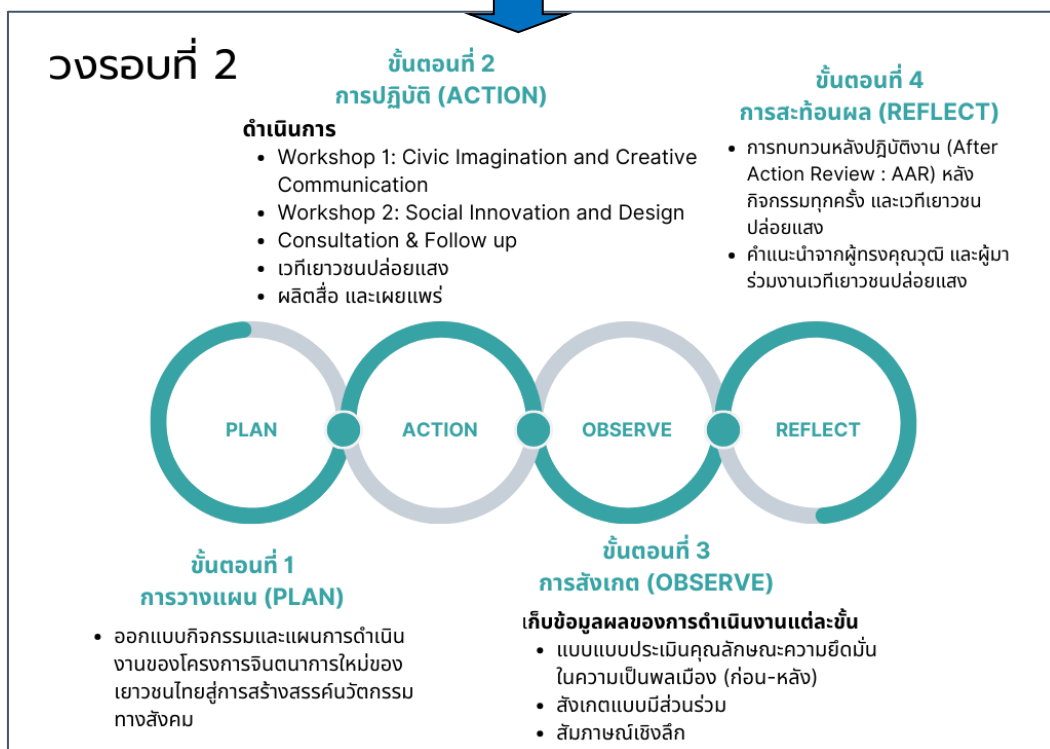 วงรอบที่ 2
ขั้นตอนที่ 2
การปฏิบัติ (ACTION)
ดำเนินการ
• Workshop 1: Civic Imagination and Creative
Communication
• Workshop 2: Social Innovation and Design
• Consultation & Follow up
• เวทีเยาวชนปล่อยแสง
• ผลิตสื่อ และเผยแพร่
ขั้นตอนที่ 4
การสะท้อนผล (REFLECT)
• การทบทวนหลังปฎิบัติงาน (After
Action Review : AAR) หลัง
กิจกรรมทุกครั้ง และเวทีเยาวชน
ปล่อยแสง
• คำแนะนำจากผู้ทรงคุณวุฒิ และผู้มา
ร่วมงานเวทีเยาวชนปล่อยแสง
PLAN
ACTION
OBSERVE
REFLECT
ขั้นตอนที่ 1
การวางแผน (PLAN)
• ออกแบบกิจกรรมและแผนการดำเนิน
งานของโครงการจินตนาการใหม่ของ
เยาวชนไทยสู่การสร้างสรรค์นวัตกรรม
ทางสังคม
ขั้นตอนที่ 3
การสังเกต (OBSERVE)
เก็บข้อมูลผลของการดำเนินงานแต่ละขั้น
• แบบแบบประเมินคุณลักษณะความยึดมั่น
ในความเป็นพลเมือง (ก่อน-หลัง)
• สังเกตแบบมีส่วนร่วม
• สัมภาษณ์เชิงลึก